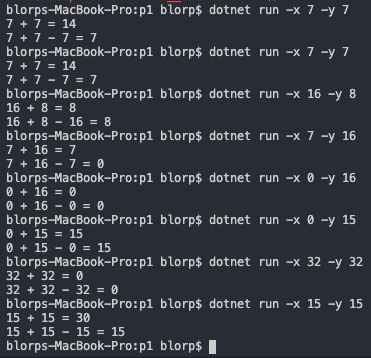 blorps-MacBook-Pro:p1 blorp$ dotnet run -x 7 -y 7
7 + 7 = 14
7 + 7 - 7 = 7
blorps-MacBook-Pro:p1 blorp$ dotnet run -x 7 -y 7
7 + 7 = 14
7 + 7 - 7 = 7
blorps-MacBook-Pro:p1 blorp$ dotnet run -x 16 -y 8
16 + 8 = 8
16 + 8 - 16 = 8
blorps-MacBook-Pro:p1 blorp$ dotnet run -x 7 -y 16
7 + 16 = 7
7 + 16 - 7 = 0
blorps-MacBook-Pro:p1 blorp$ dotnet run -x 0 -y 16
0 + 16 = 0
0 + 16 - 0 = 0
blorps-MacBook-Pro:p1 blorp$ dotnet run -x 0 -y 15
0 + 15 = 15
0 + 15 - 0 = 15
blorps-MacBook-Pro:p1 blorp$ dotnet run -x 32 -y 32
32 + 32 = 0
32 + 32 - 32 = 0
blorps-MacBook-Pro:p1 blorp$ dotnet run -x 15 -y 15
15 + 15 = 30
15 + 15 - 15 = 15
blorps-MacBook-Pro:p1 blorp$